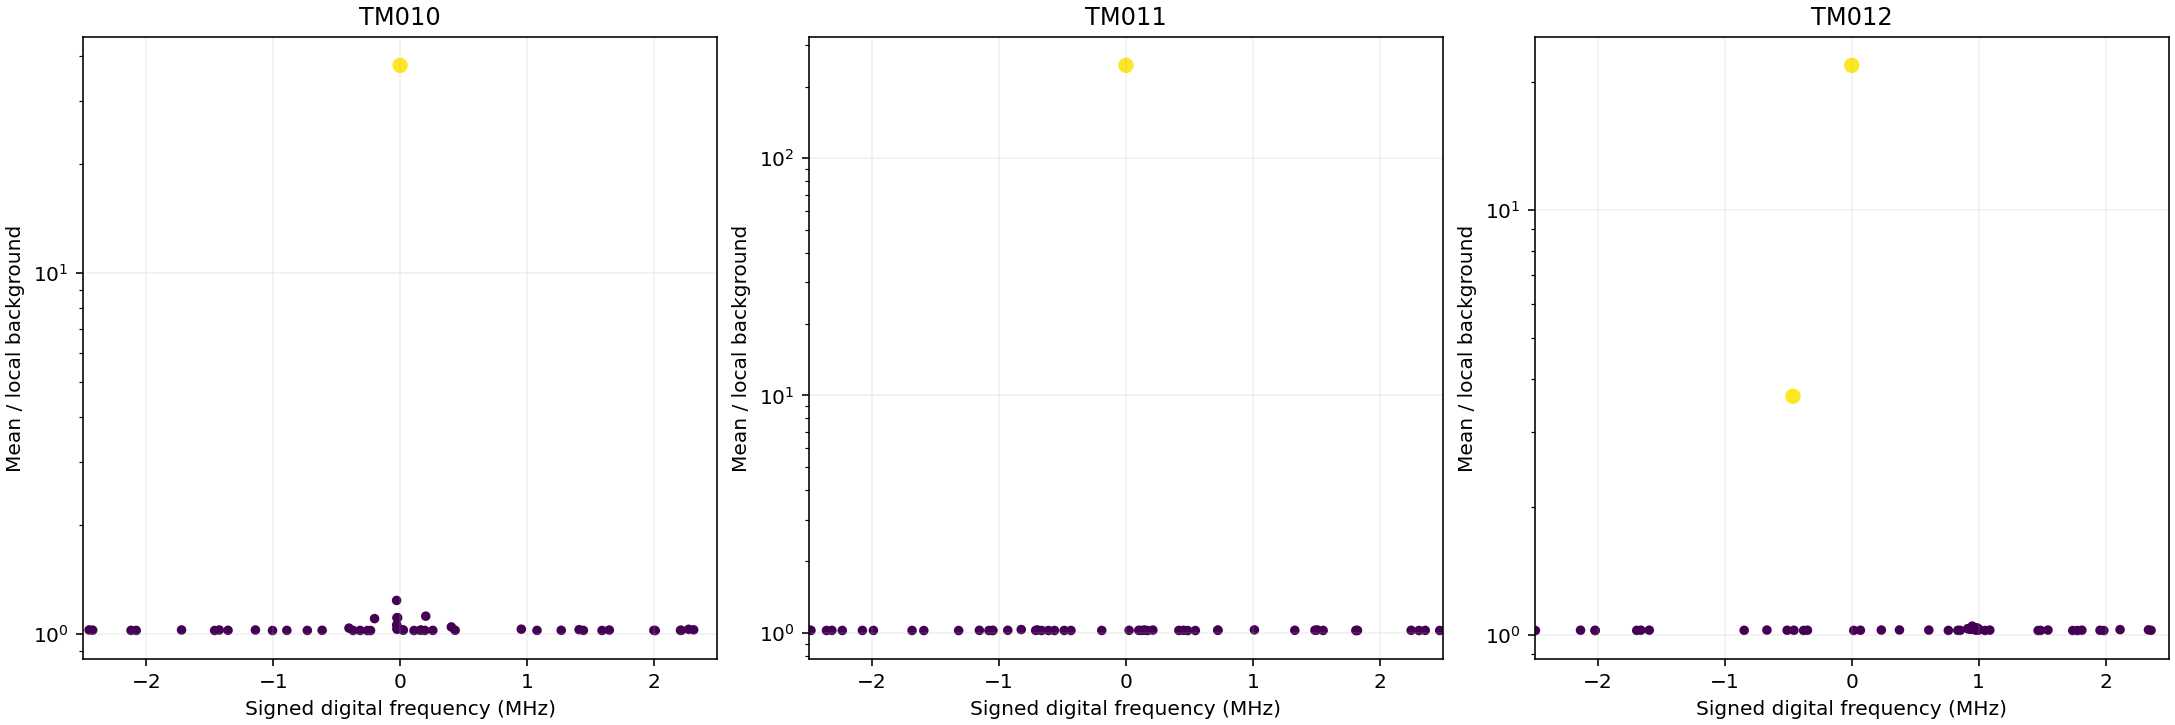 TM010
Mean / local background
10¹
10⁰
−2 −1 0 1 2
Signed digital frequency (MHz)
TM011
Mean / local background
10²
10¹
10⁰
−2 −1 0 1 2
Signed digital frequency (MHz)
TM012
Mean / local background
10¹
10⁰
−2 −1 0 1 2
Signed digital frequency (MHz)